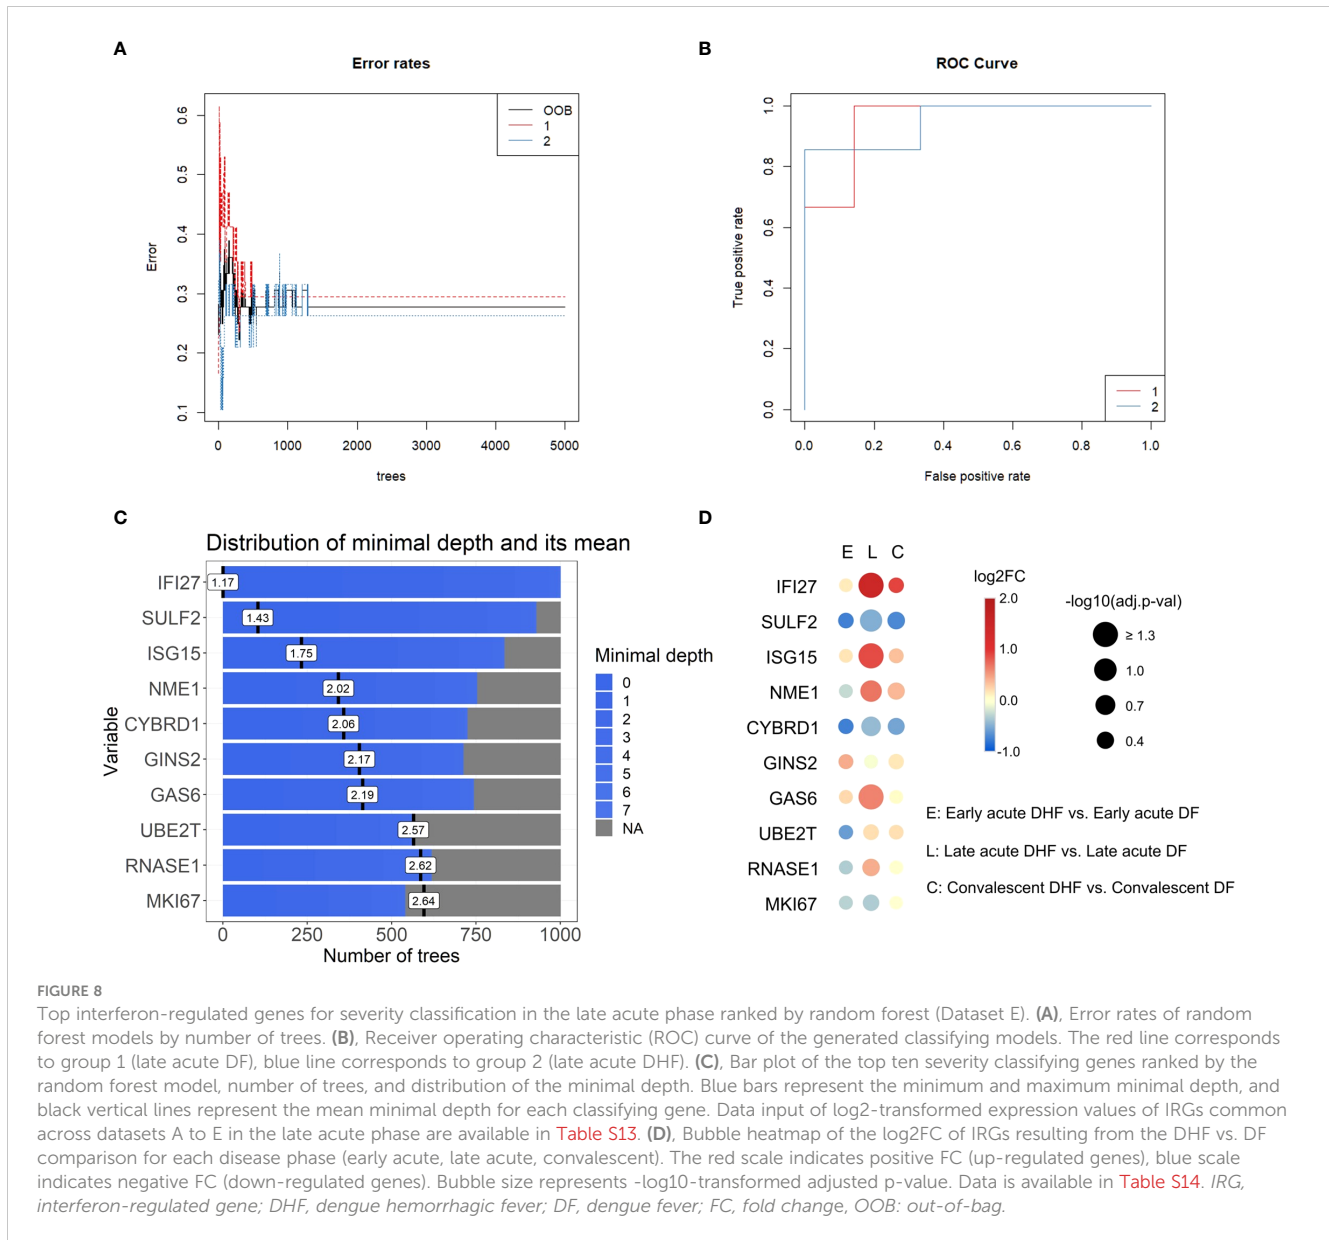 A
Error rates
OOB
1
2
0.6
0.5
0.4
0.3
0.2
0.1
Error
0
1000
2000
3000
4000
5000
trees
B
ROC Curve
1.0
0.8
0.6
0.4
0.2
0.0
True positive rate
1
2
0.0
0.2
0.4
0.6
0.8
1.0
False positive rate
C
Distribution of minimal depth and its mean
Variable
IFI27
1.17
SULF2
1.43
ISG15
1.75
NME1
2.02
CYBRD1
2.06
GINS2
2.17
GAS6
2.19
UBE2T
2.57
RNASE1
2.62
MKI67
2.64
0
250
500
750
1000
Number of trees
Minimal depth
0
1
2
3
4
5
6
7
NA
D
E L C
IFI27
SULF2
ISG15
NME1
CYBRD1
GINS2
GAS6
UBE2T
RNASE1
MKI67
log2FC
2.0
1.0
0.0
-1.0
-log10(adj.p-val)
≥ 1.3
1.0
0.7
0.4
E: Early acute DHF vs. Early acute DF
L: Late acute DHF vs. Late acute DF
C: Convalescent DHF vs. Convalescent DF
FIGURE 8
Top interferon-regulated genes for severity classification in the late acute phase ranked by random forest (Dataset E). (A), Error rates of random
forest models by number of trees. (B), Receiver operating characteristic (ROC) curve of the generated classifying models. The red line corresponds
to group 1 (late acute DF), blue line corresponds to group 2 (late acute DHF). (C), Bar plot of the top ten severity classifying genes ranked by the
random forest model, number of trees, and distribution of the minimal depth. Blue bars represent the minimum and maximum minimal depth, and
black vertical lines represent the mean minimal depth for each classifying gene. Data input of log2-transformed expression values of IRGs common
across datasets A to E in the late acute phase are available in Table S13. (D), Bubble heatmap of the log2FC of IRGs resulting from the DHF vs. DF
comparison for each disease phase (early acute, late acute, convalescent). The red scale indicates positive FC (up-regulated genes), blue scale
indicates negative FC (down-regulated genes). Bubble size represents -log10-transformed adjusted p-value. Data is available in Table S14. IRG,
interferon-regulated gene; DHF, dengue hemorrhagic fever; DF, dengue fever; FC, fold change, OOB: out-of-bag.